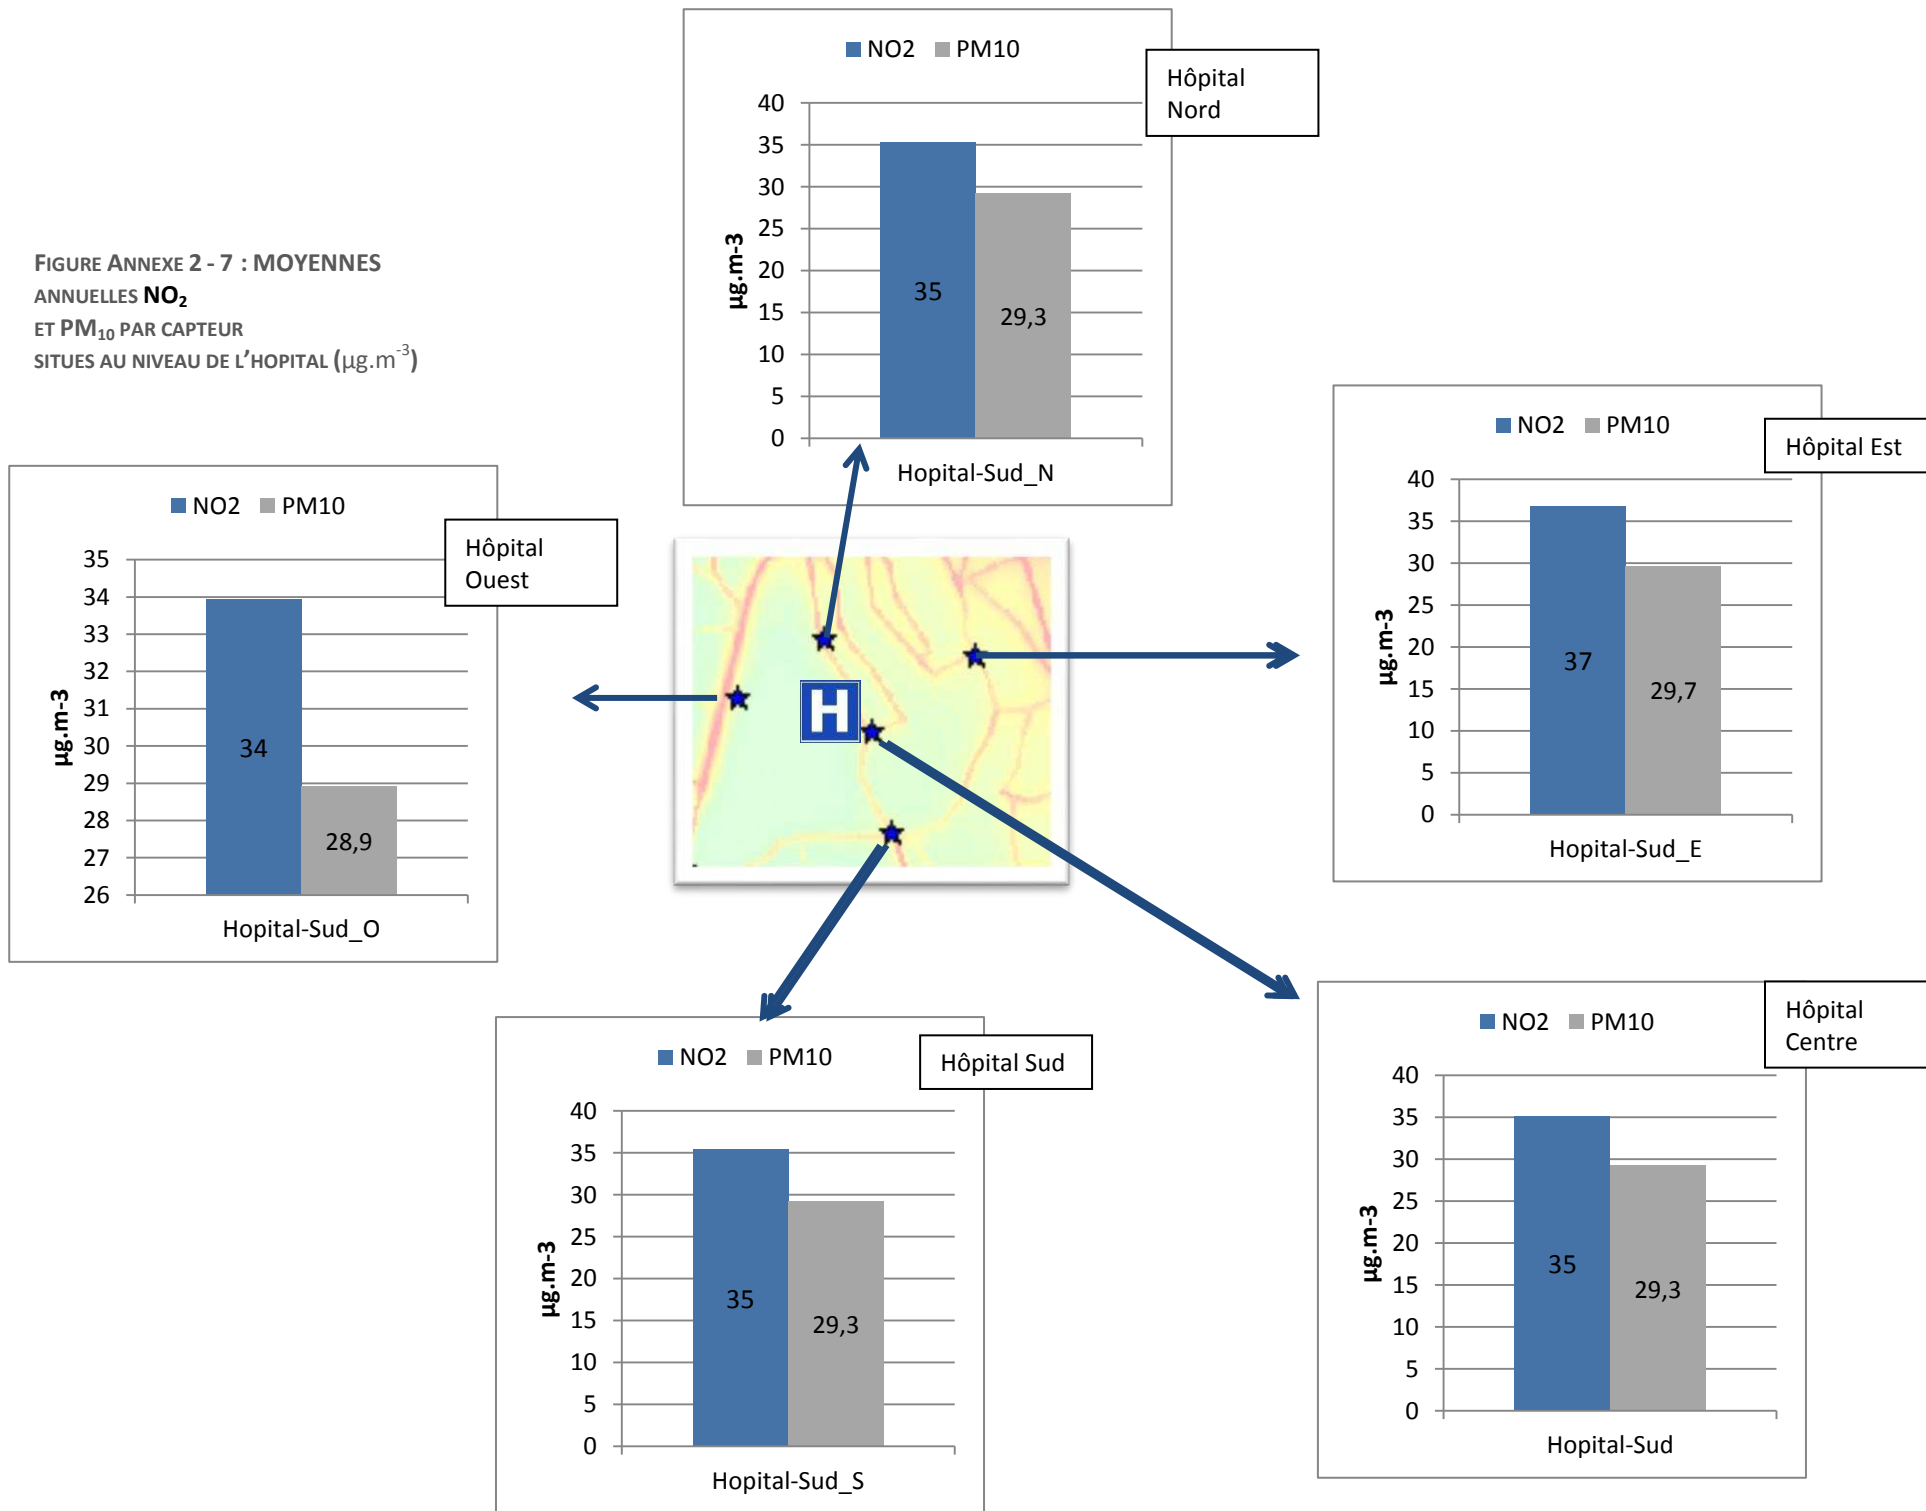 FIGURE ANNEXE 2 - 7 : MOYENNES
ANNUELLES NO₂
ET PM₁₀ PAR CAPTEUR
SITUES AU NIVEAU DE L'HOPITAL (µg.m⁻³)
NO2 PM10
Hôpital
Nord
40
35
30
25
20
15
10
5
0
µg.m-3
35
29,3
Hopital-Sud_N
NO2 PM10
Hôpital Est
40
35
30
25
20
15
10
5
0
µg.m-3
37
29,7
Hopital-Sud_E
NO2 PM10
Hôpital
Ouest
35
34
33
32
31
30
29
28
27
26
µg.m-3
34
28,9
Hopital-Sud_O
H
NO2 PM10
Hôpital Sud
40
35
30
25
20
15
10
5
0
µg.m-3
35
29,3
Hopital-Sud_S
NO2 PM10
Hôpital
Centre
40
35
30
25
20
15
10
5
0
µg.m-3
35
29,3
Hopital-Sud